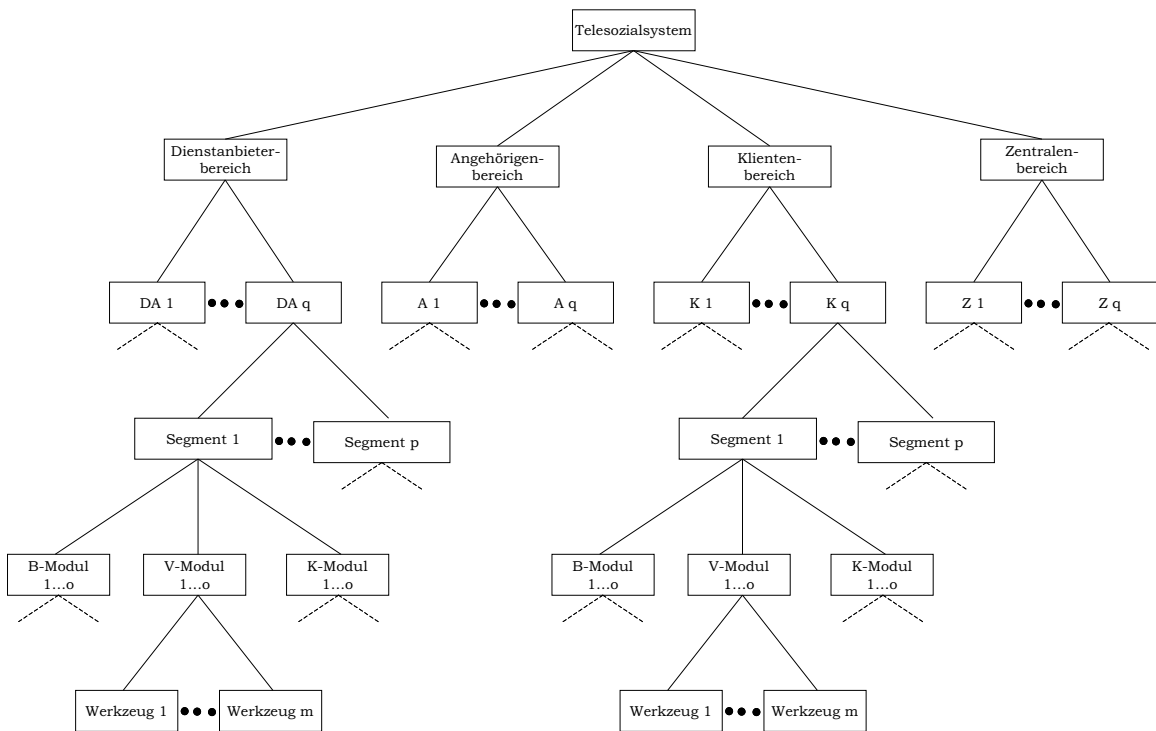 Telesozialsystem
Dienstanbieter-
bereich
Angehörigen-
bereich
Klienten-
bereich
Zentralen-
bereich
DA 1
DA q
A 1
A q
K 1
K q
Z 1
Z q
Segment 1
Segment p
Segment 1
Segment p
B-Modul
1...o
V-Modul
1...o
K-Modul
1...o
B-Modul
1...o
V-Modul
1...o
K-Modul
1...o
Werkzeug 1
Werkzeug m
Werkzeug 1
Werkzeug m